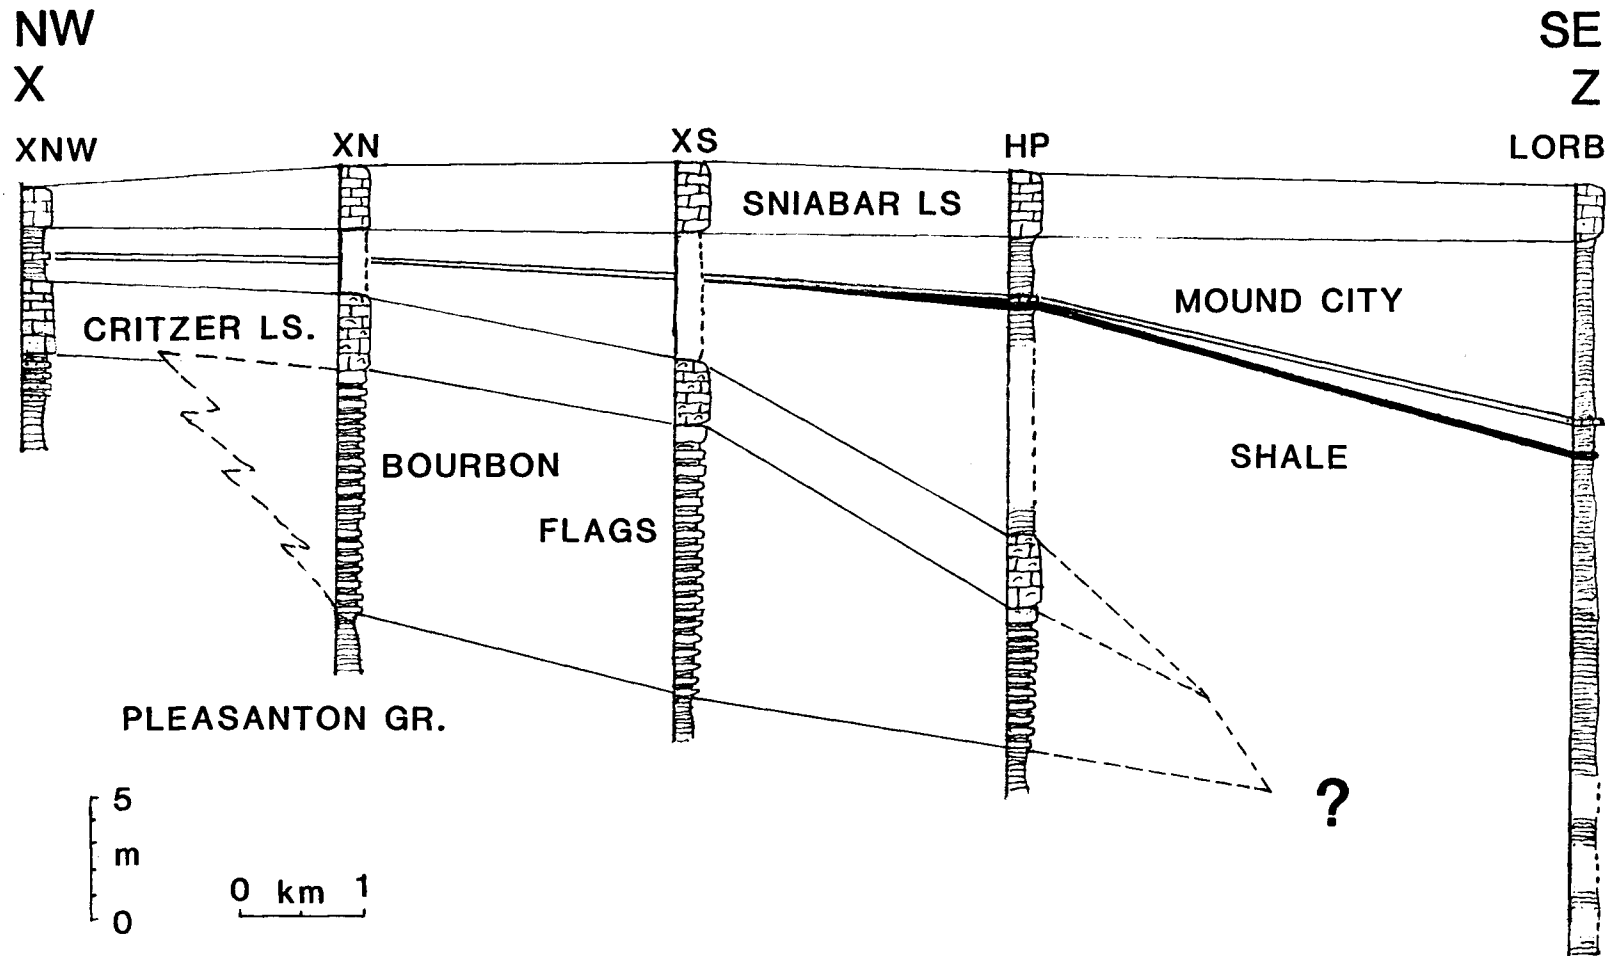 NW
SE
X
Z
XNW
XN
XS
HP
LORB
SNIABAR LS
MOUND CITY
CRITZER LS.
SHALE
BOURBON
FLAGS
PLEASANTON GR.
?
5
m
0
0 km 1